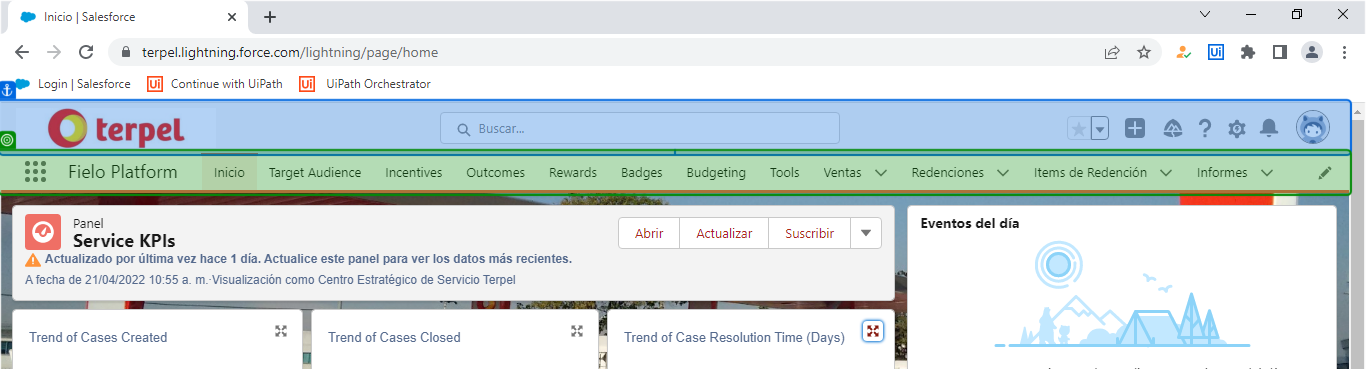 Inicio | Salesforce
terpel.lightning.force.com/lightning/page/home
Login | Salesforce Ui Continue with UiPath Ui UiPath Orchestrator
terpel Buscar...
Fielo Platform Inicio Target Audience Incentives Outcomes Rewards Badges Budgeting Tools Ventas Redenciones Items de Redención Informes
Panel
Service KPIs
Abrir Actualizar Suscribir
Actualizado por última vez hace 1 día. Actualice este panel para ver los datos más recientes.
A fecha de 21/04/2022 10:55 a. m.·Visualización como Centro Estratégico de Servicio Terpel
Eventos del día
Trend of Cases Created
Trend of Cases Closed
Trend of Case Resolution Time (Days)